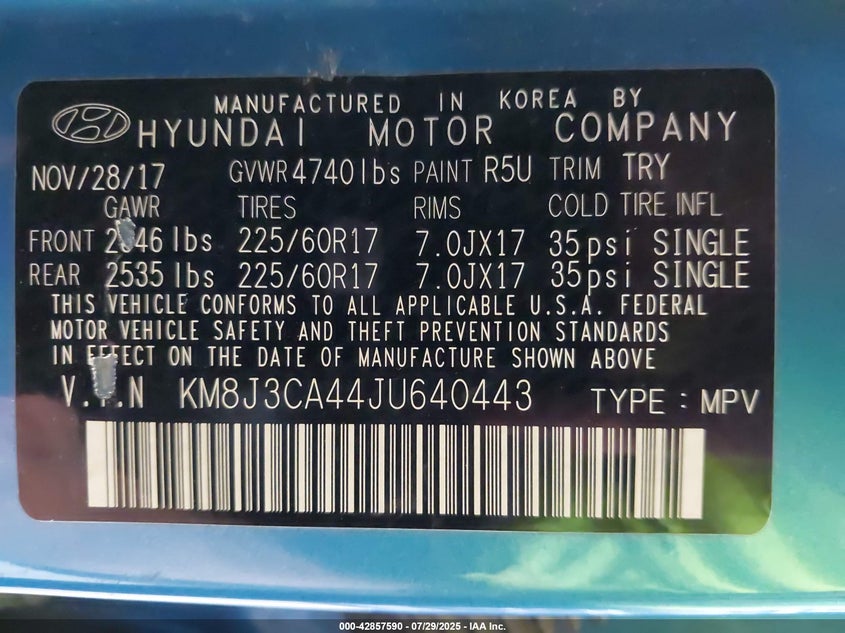 MANUFACTURED IN KOREA BY
HYUNDAI MOTOR COMPANY
NOV/28/17 GVWR 4740lbs PAINT R5U TRIM TRY
GAWR TIRES RIMS COLD TIRE INFL
FRONT lbs 225/60R17 7.0JX17 35psi SINGLE
REAR 2535 lbs 225/60R17 7.0JX17 35psi SINGLE
THIS VEHICLE CONFORMS TO ALL APPLICABLE U.S.A. FEDERAL
MOTOR VEHICLE SAFETY AND THEFT PREVENTION STANDARDS
IN EFFECT ON THE DATE OF MANUFACTURE SHOWN ABOVE
V.I.N KM8J3CA44JU640443 TYPE : MPV
000-42857590 - 07/29/2025 - IAA Inc.